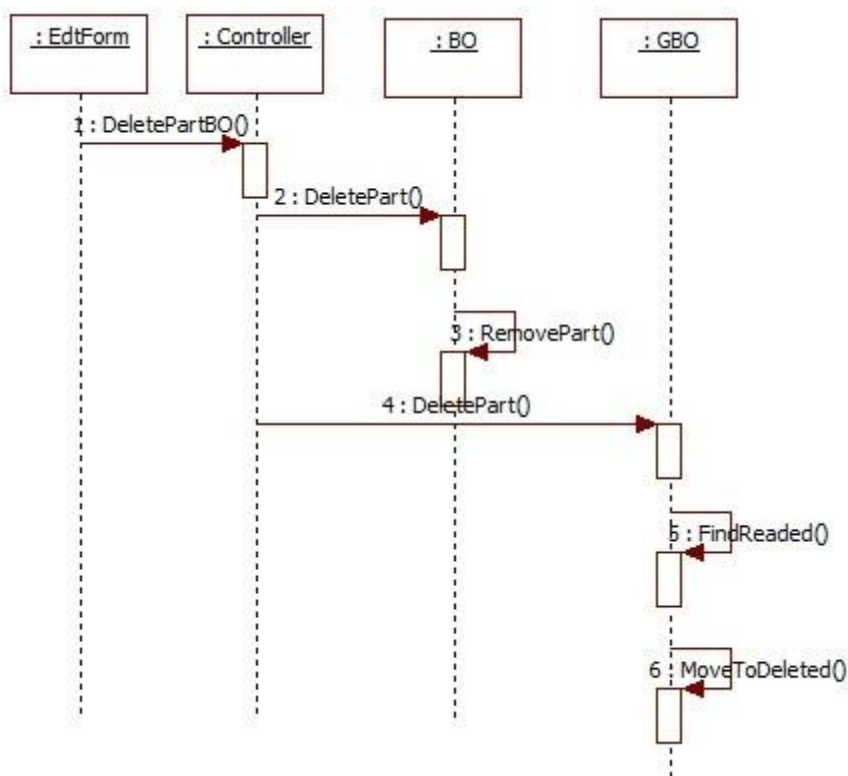 : EdtForm
: Controller
: BO
: GBO
1 : DeletePartBO()
2 : DeletePart()
3 : RemovePart()
4 : DeletePart()
5 : FindReaded()
6 : MoveToDeleted()